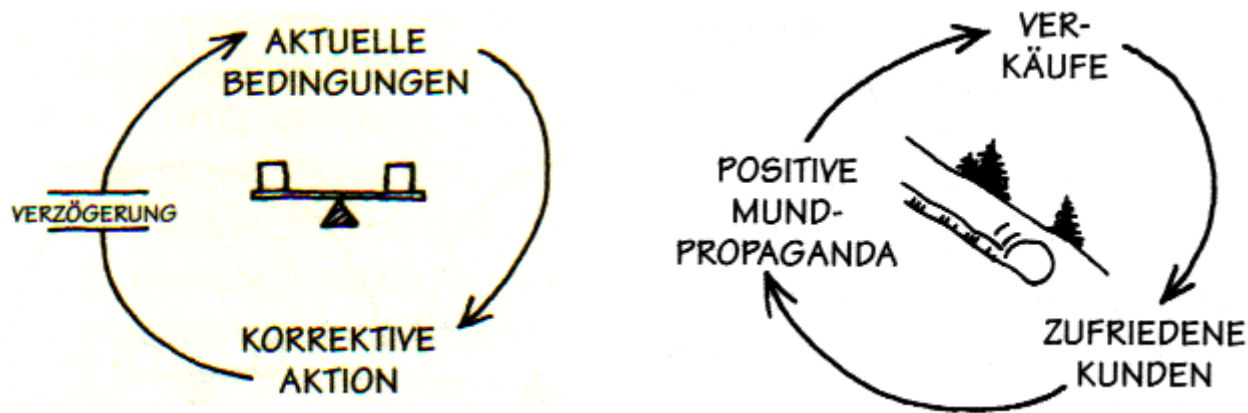 AKTUELLE
BEDINGUNGEN
VERZÖGERUNG
KORREKTIVE
AKTION
VER-
KÄUFE
POSITIVE
MUND-
PROPAGANDA
ZUFRIEDENE
KUNDEN